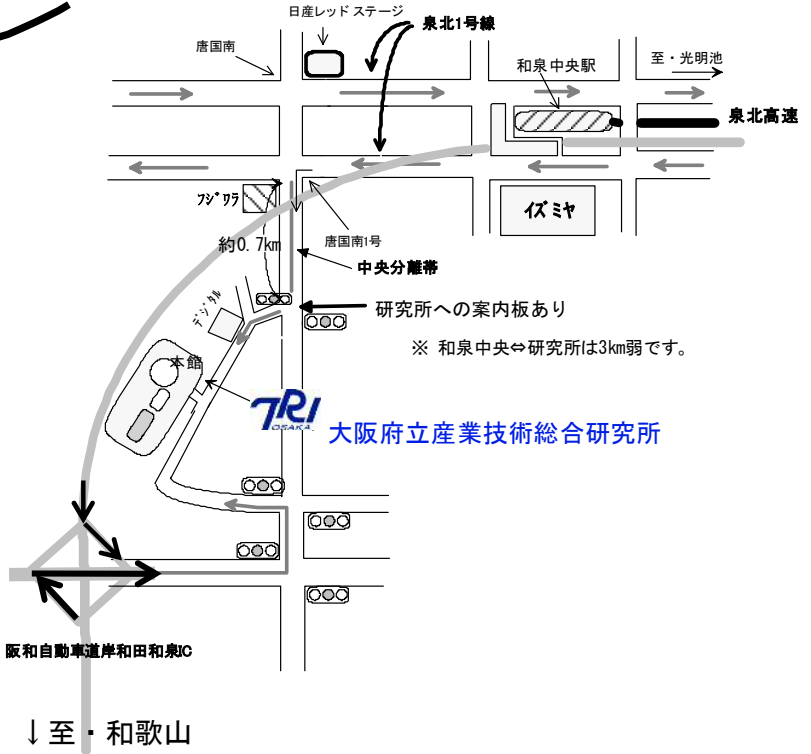 日産レッド ステージ
泉北1号線
唐国南
和泉中央駅
至・光明池
泉北高速
フジワラ
イズミヤ
約0.7km
唐国南1号
中央分離帯
デジタル
研究所への案内板あり
※ 和泉中央⇔研究所は3km弱です。
本館
TRI
OSAKA
大阪府立産業技術総合研究所
阪和自動車道岸和田和泉IC
↓至・和歌山